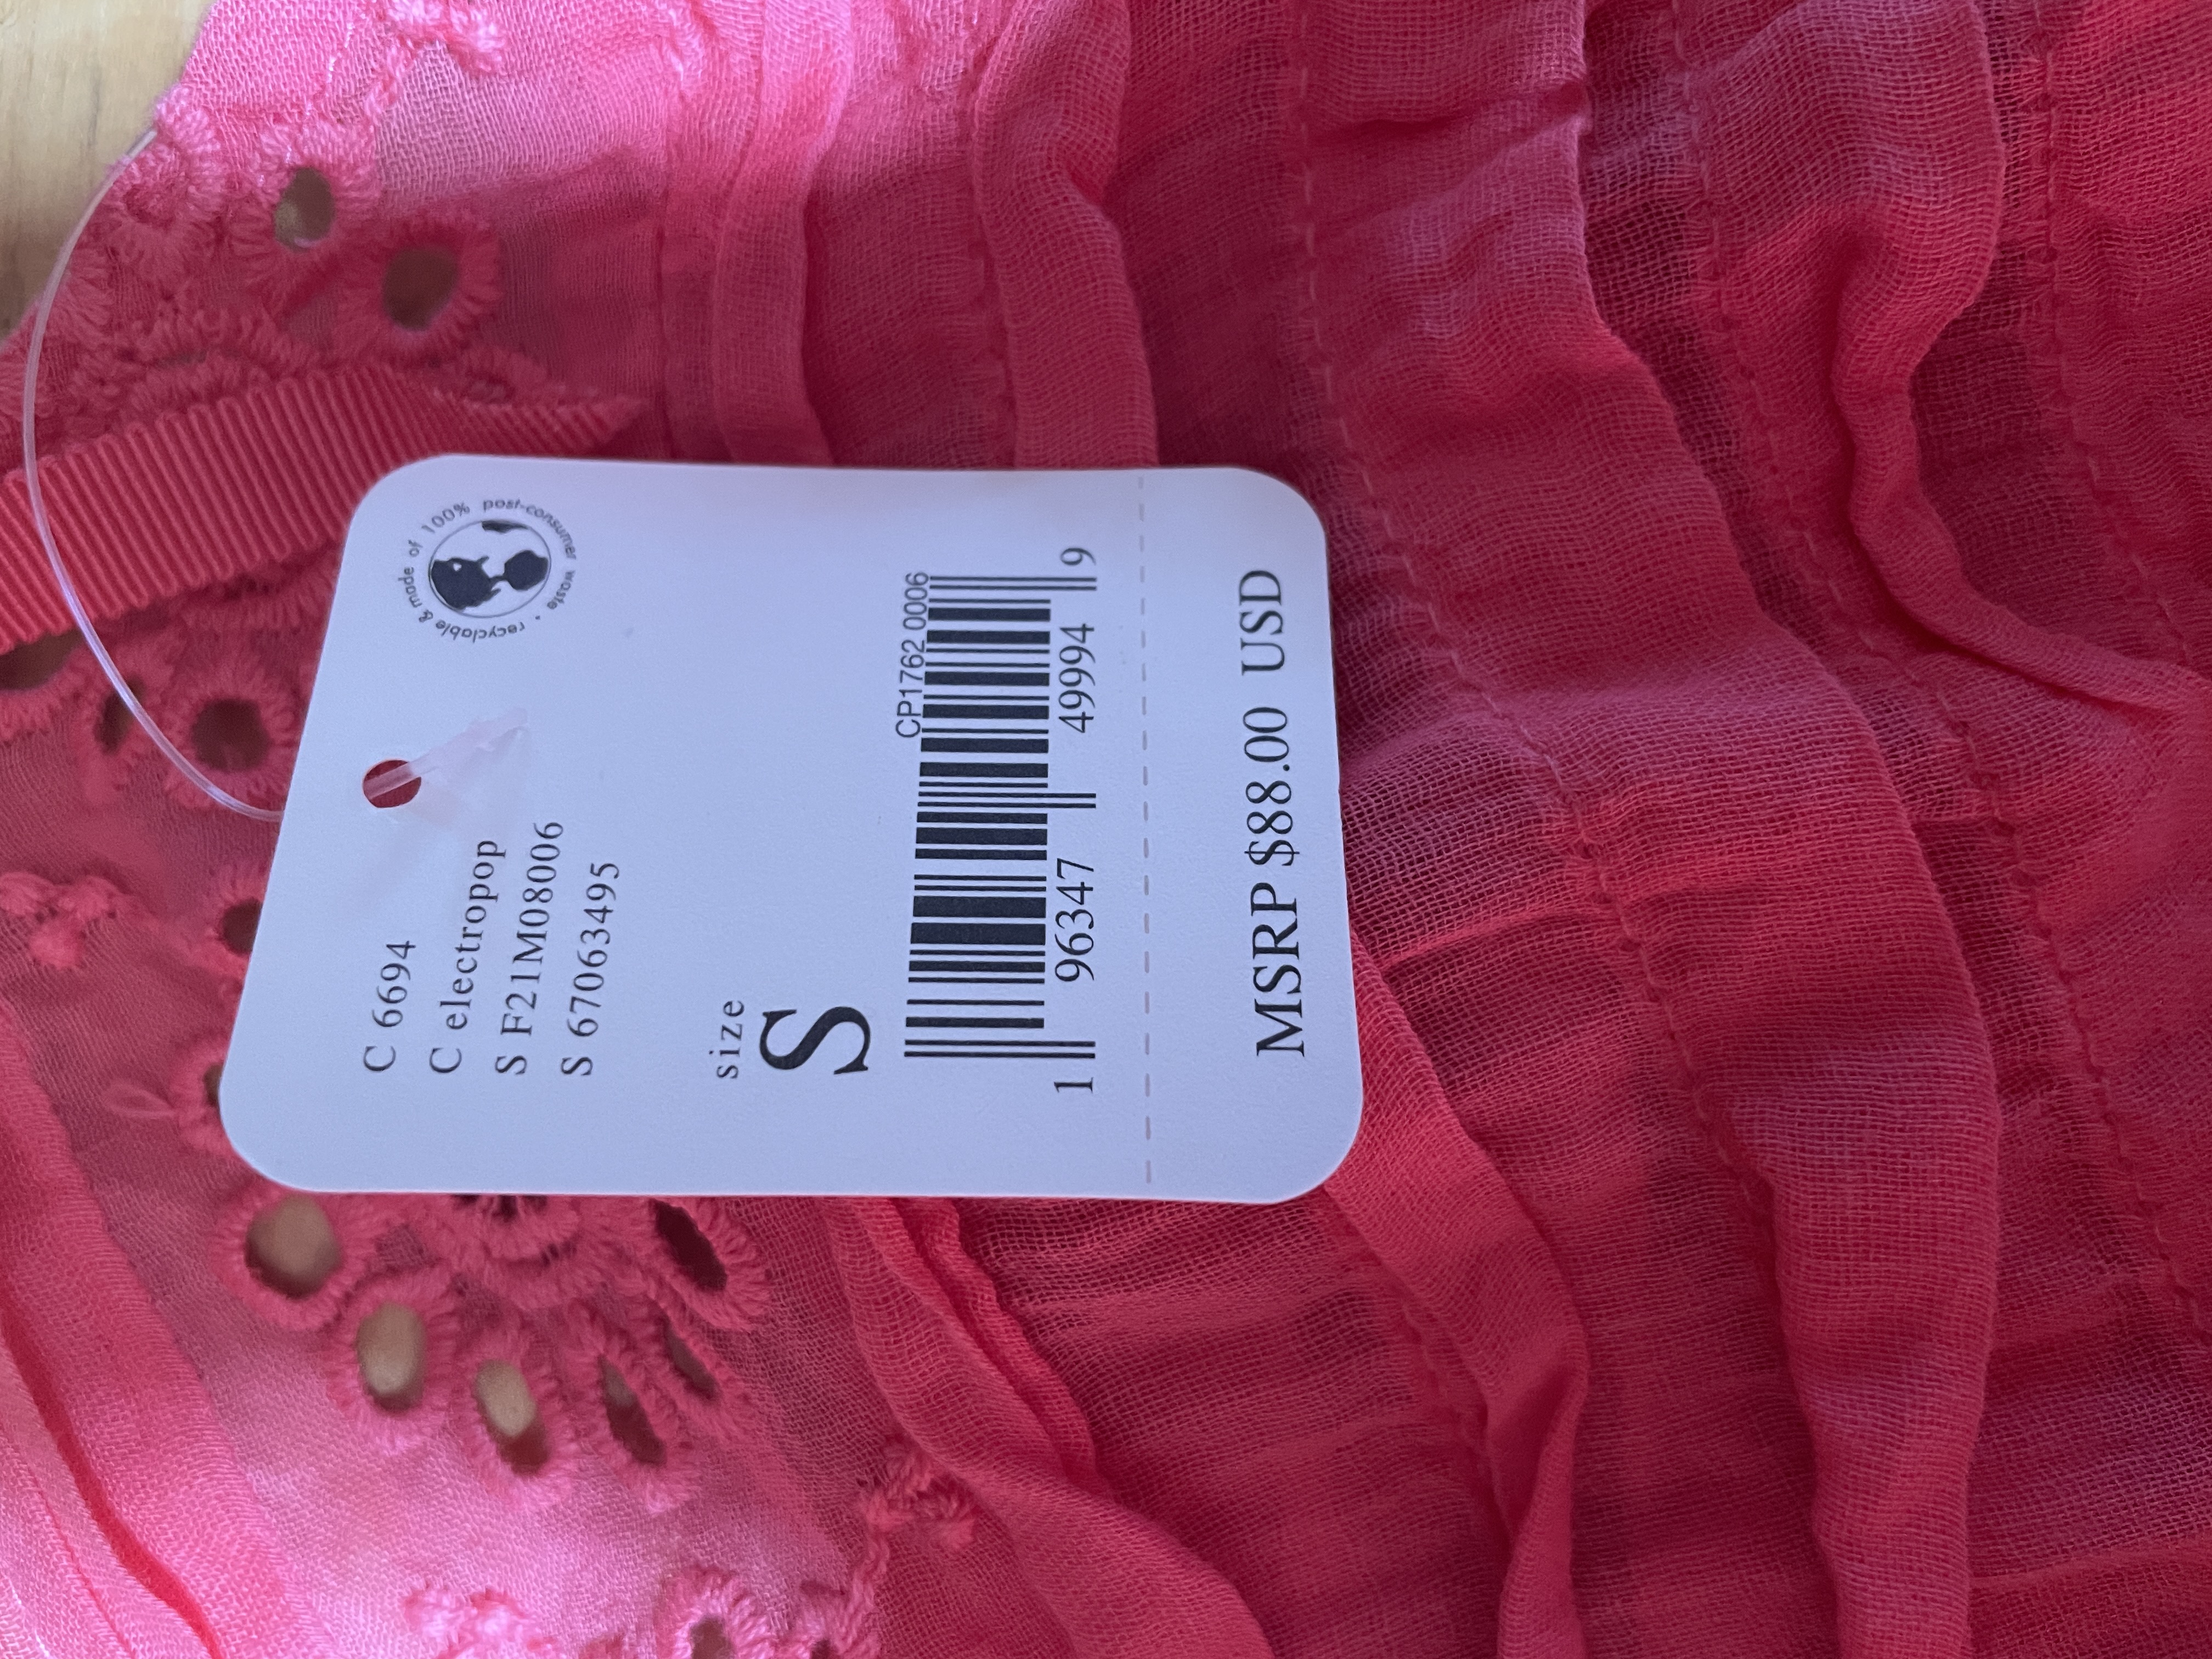 recyclable & made of 100% post-consumer waste •
C 6694
C electropop
S F21M08006
S 67063495
size
S
CP1762 0006
1 96347 49994 9
MSRP $88.00 USD